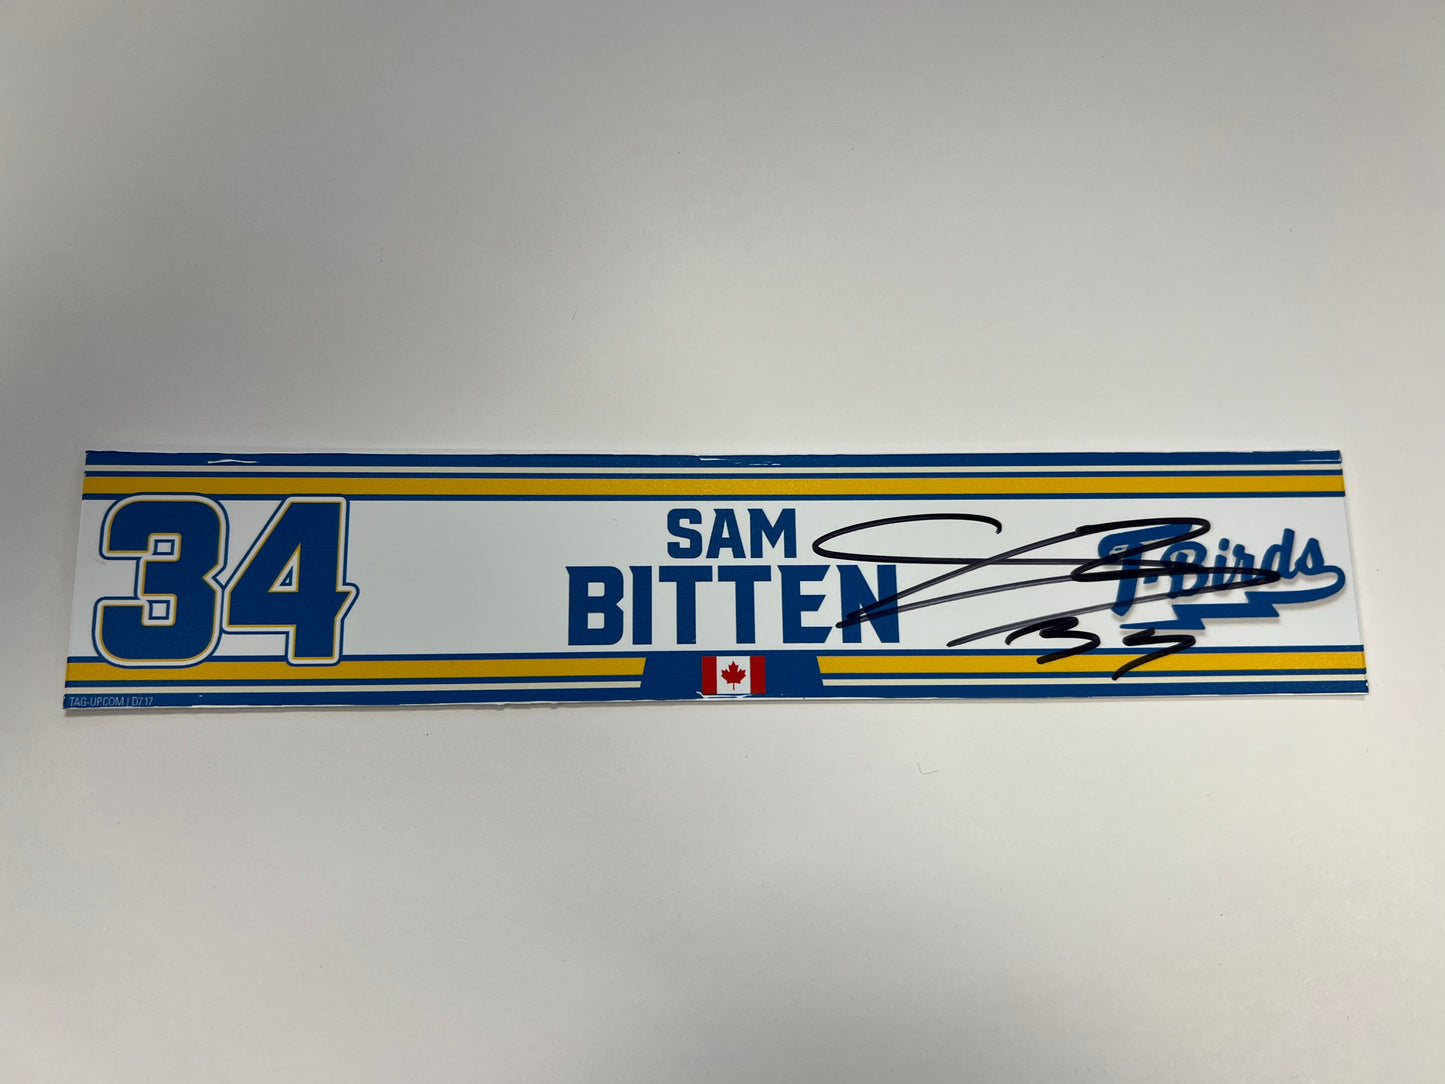 34
SAM
BITTEN
T-Birds
TAG-UP.COM | D7.17